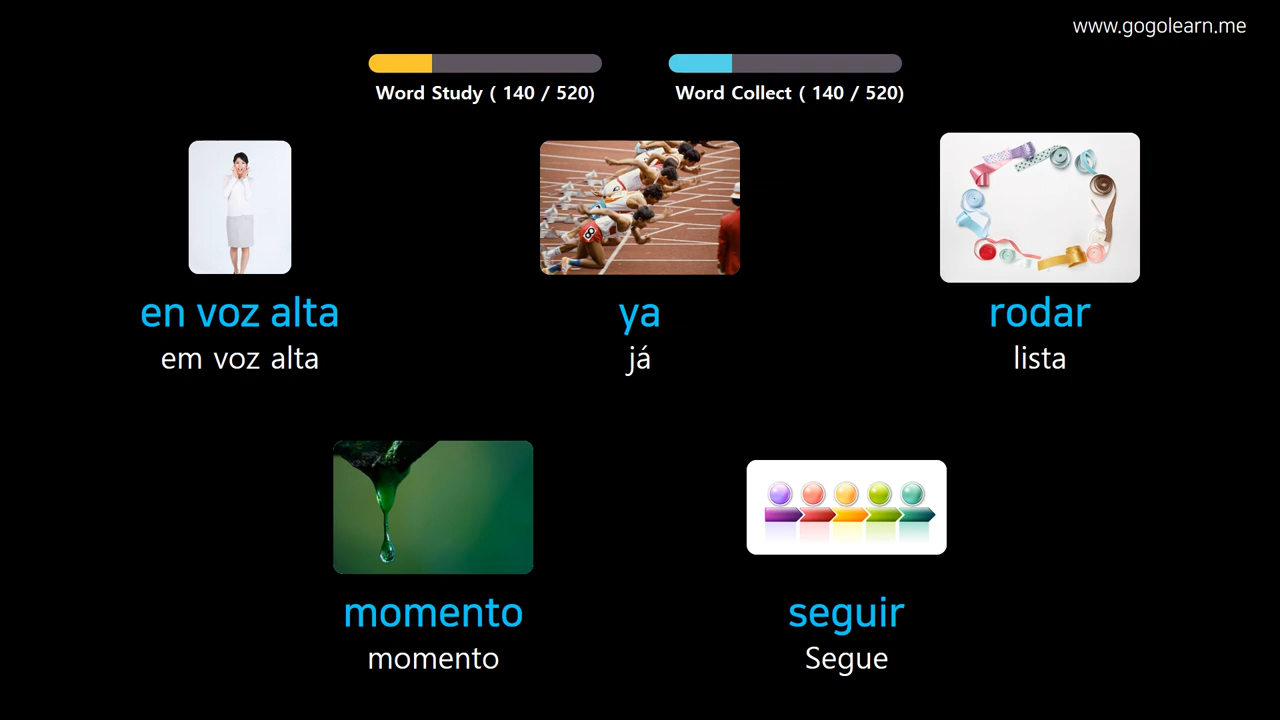 www.gogolearn.me
Word Study ( 140 / 520)
Word Collect ( 140 / 520)
en voz alta
em voz alta
ya
já
rodar
lista
momento
momento
seguir
Segue